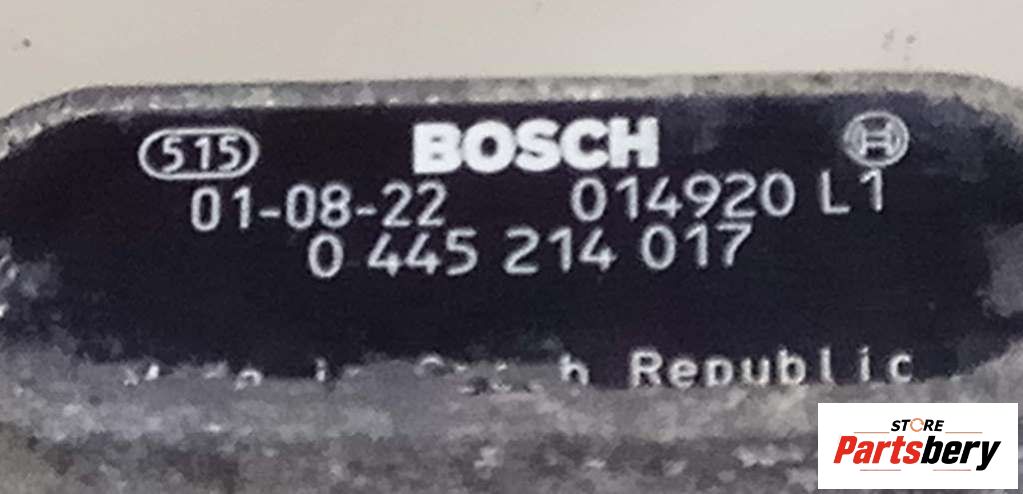 515 BOSCH
01-08-22 014920 L1
0 445 214 017
Republic
STORE
Partsbery